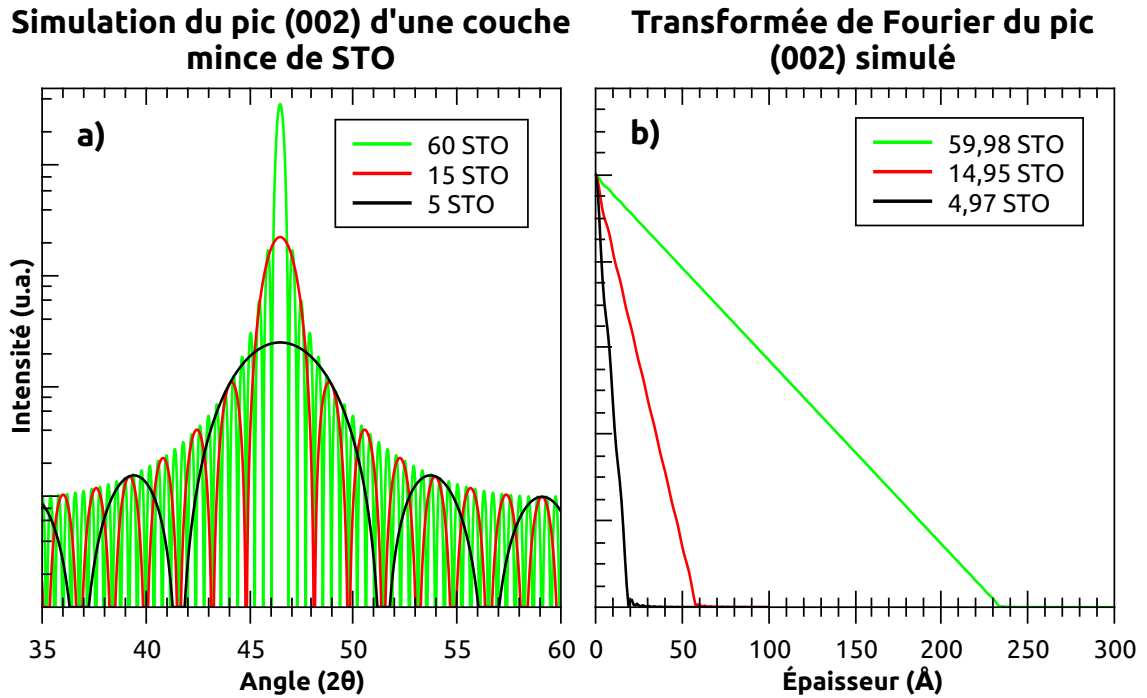 Simulation du pic (002) d'une couche
mince de STO
Transformée de Fourier du pic
(002) simulé
a)
60 STO
15 STO
5 STO
b)
59,98 STO
14,95 STO
4,97 STO
Intensité (u.a.)
35 40 45 50 55 60
0 50 100 150 200 250 300
Angle (2θ)
Épaisseur (Å)